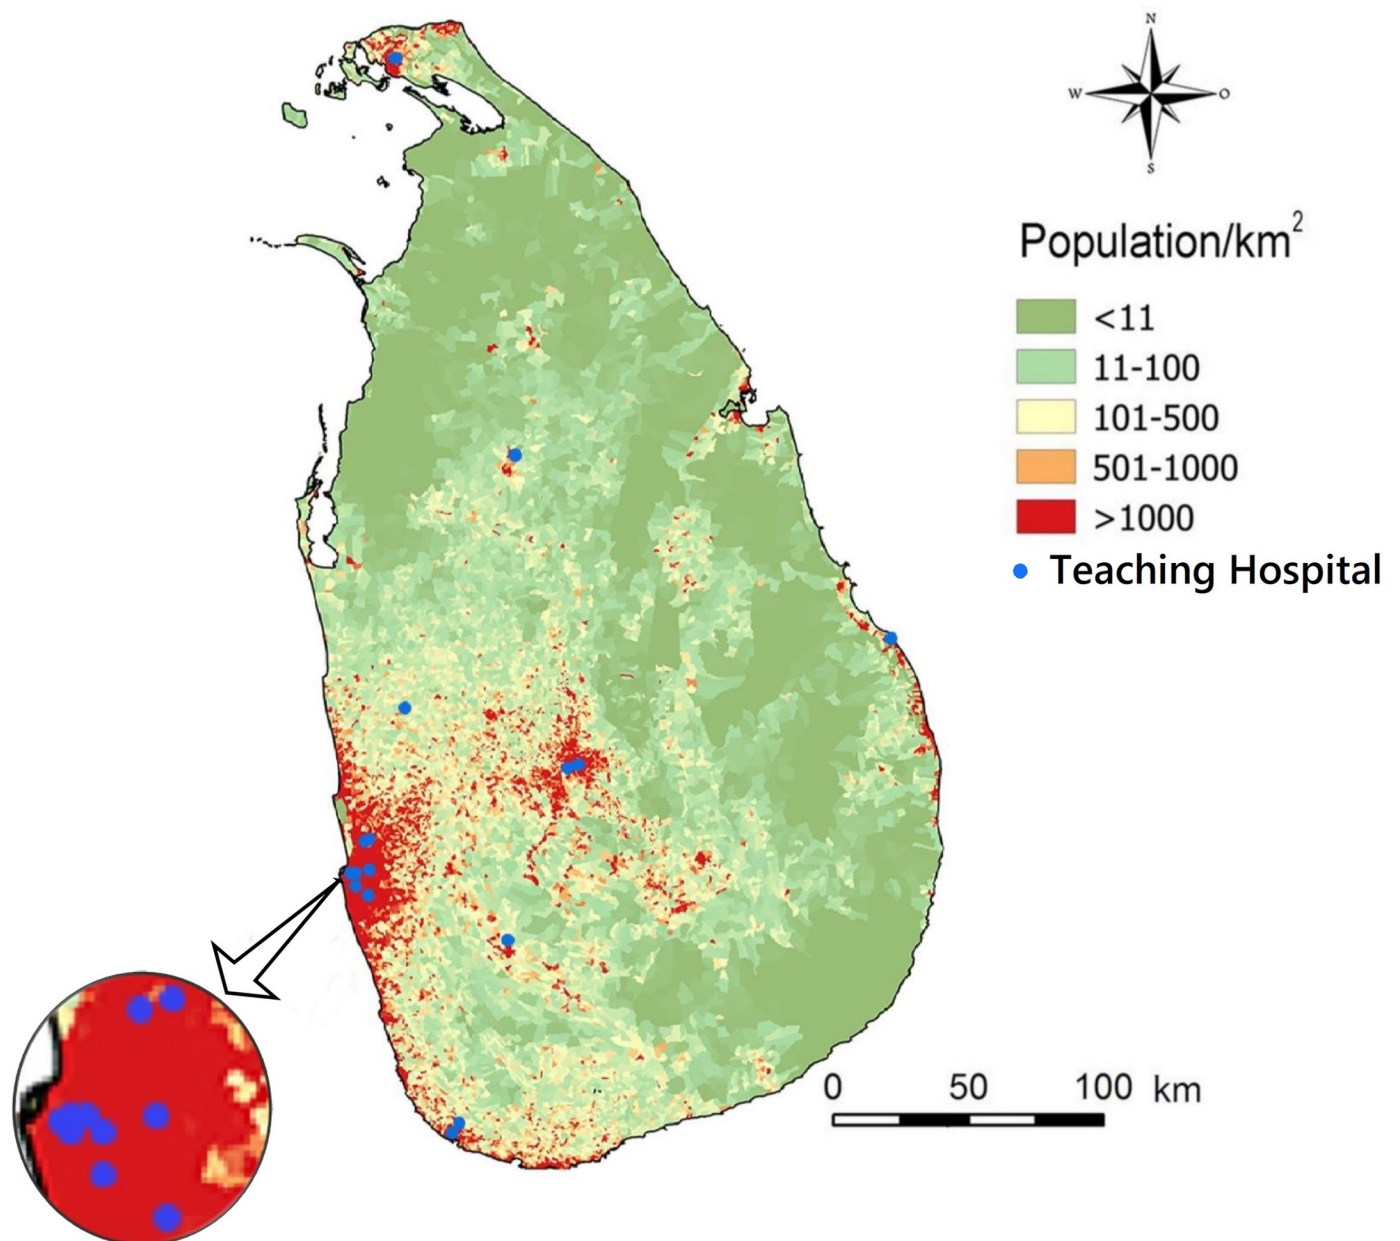 N
W
O
S
Population/km²
<11
11-100
101-500
501-1000
>1000
Teaching Hospital
0 50 100 km